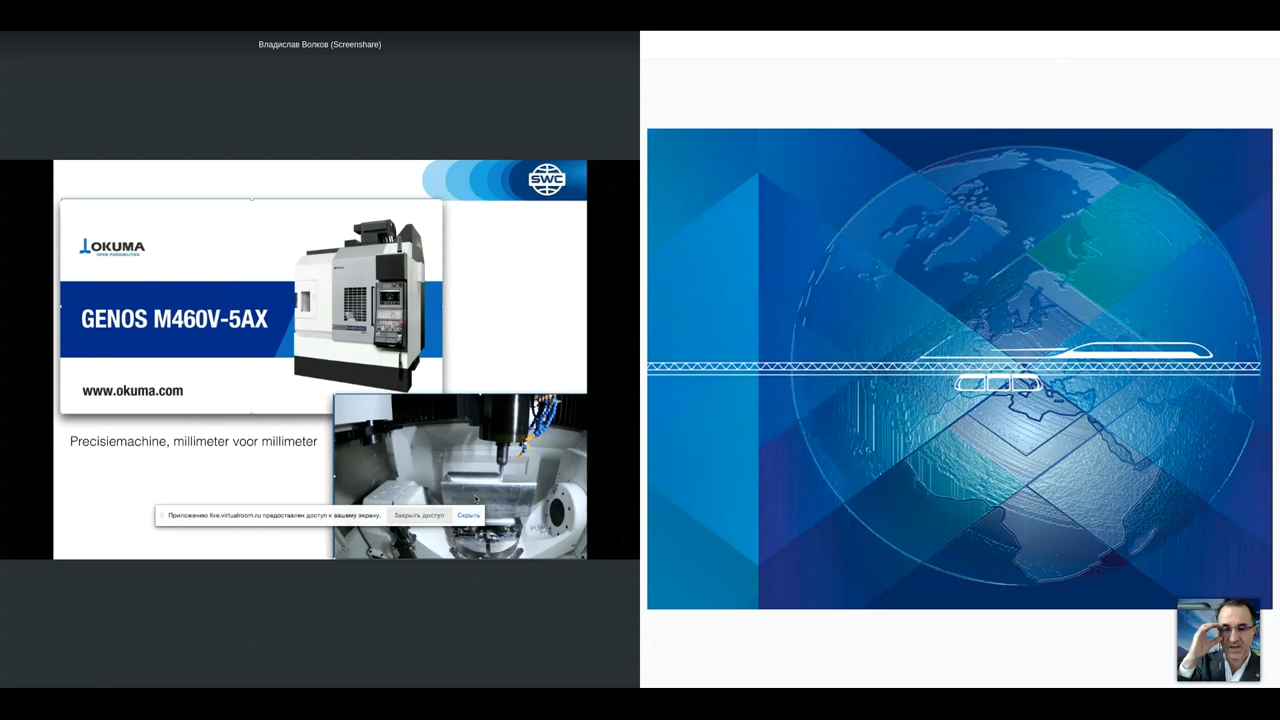 Владислав Волков (Screenshare)
SWC
OKUMA
OPEN POSSIBILITIES
GENOS M460V-5AX
www.okuma.com
Precisiemachine, millimeter voor millimeter
Приложению live.virtualroom.ru предоставлен доступ к вашему экрану. Закрыть доступ Скрыть